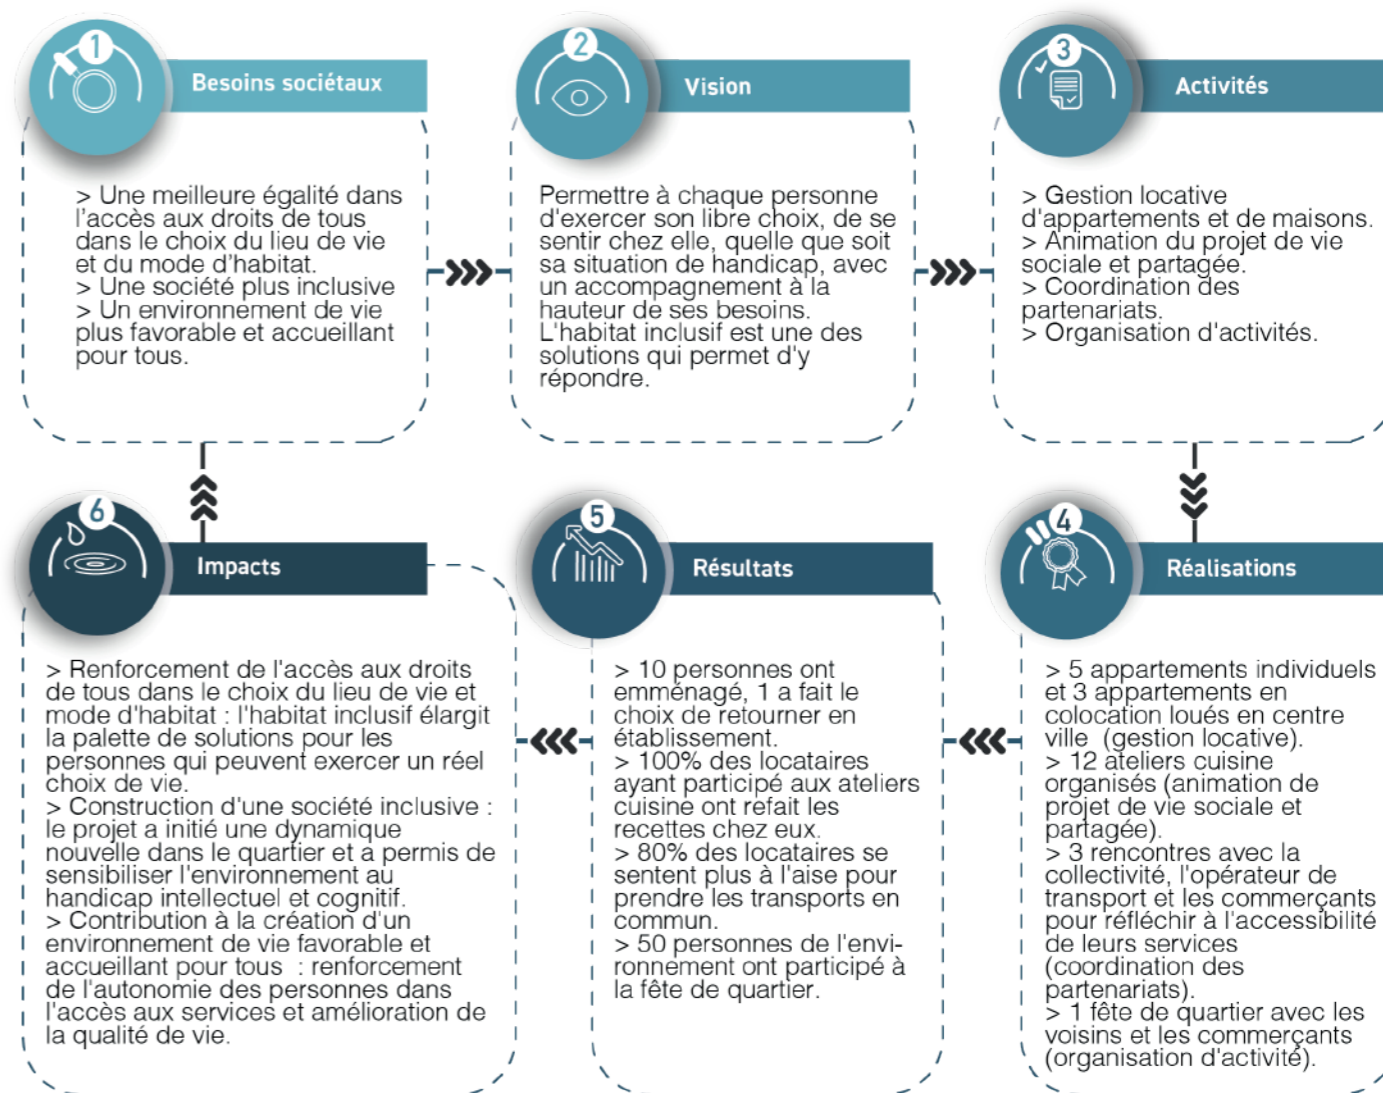 1
Besoins sociétaux
> Une meilleure égalité dans
l'accès aux droits de tous
dans le choix du lieu de vie
et du mode d'habitat.
> Une société plus inclusive
> Un environnement de vie
plus favorable et accueillant
pour tous.
2
Vision
Permettre à chaque personne
d'exercer son libre choix, de se
sentir chez elle, quelle que soit
sa situation de handicap, avec
un accompagnement à la
hauteur de ses besoins.
L'habitat inclusif est une des
solutions qui permet d'y
répondre.
3
Activités
> Gestion locative
d'appartements et de maisons.
> Animation du projet de vie
sociale et partagée.
> Coordination des
partenariats.
> Organisation d'activités.
4
Réalisations
> 5 appartements individuels
et 3 appartements en
colocation loués en centre
ville (gestion locative).
> 12 ateliers cuisine
organisés (animation de
projet de vie sociale et
partagée).
> 3 rencontres avec la
collectivité, l'opérateur de
transport et les commerçants
pour réfléchir à l'accessibilité
de leurs services
(coordination des
partenariats).
> 1 fête de quartier avec les
voisins et les commerçants
(organisation d'activité).
5
Résultats
> 10 personnes ont
emménagé, 1 a fait le
choix de retourner en
établissement.
> 100% des locataires
ayant participé aux ateliers
cuisine ont refait les
recettes chez eux.
> 80% des locataires se
sentent plus à l'aise pour
prendre les transports en
commun.
> 50 personnes de l'envi-
ronnement ont participé à
la fête de quartier.
6
Impacts
> Renforcement de l'accès aux droits
de tous dans le choix du lieu de vie et
mode d'habitat : l'habitat inclusif élargit
la palette de solutions pour les
personnes qui peuvent exercer un réel
choix de vie.
> Construction d'une société inclusive :
le projet a initié une dynamique
nouvelle dans le quartier et a permis de
sensibiliser l'environnement au
handicap intellectuel et cognitif.
> Contribution à la création d'un
environnement de vie favorable et
accueillant pour tous : renforcement
de l'autonomie des personnes dans
l'accès aux services et amélioration de
la qualité de vie.